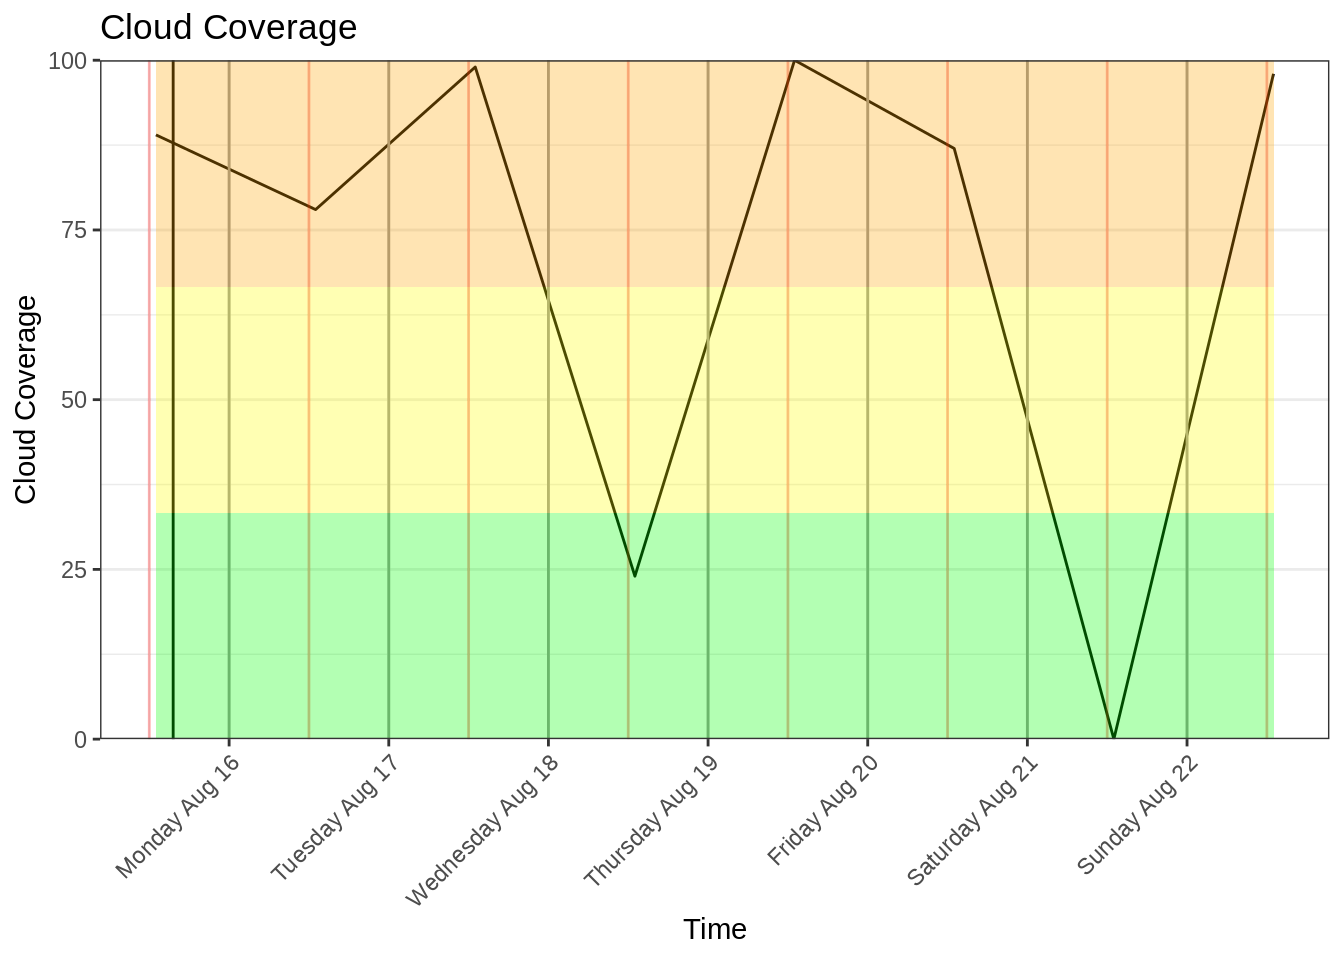 Cloud Coverage
Cloud Coverage
100
75
50
25
0
Monday Aug 16
Tuesday Aug 17
Wednesday Aug 18
Thursday Aug 19
Friday Aug 20
Saturday Aug 21
Sunday Aug 22
Time